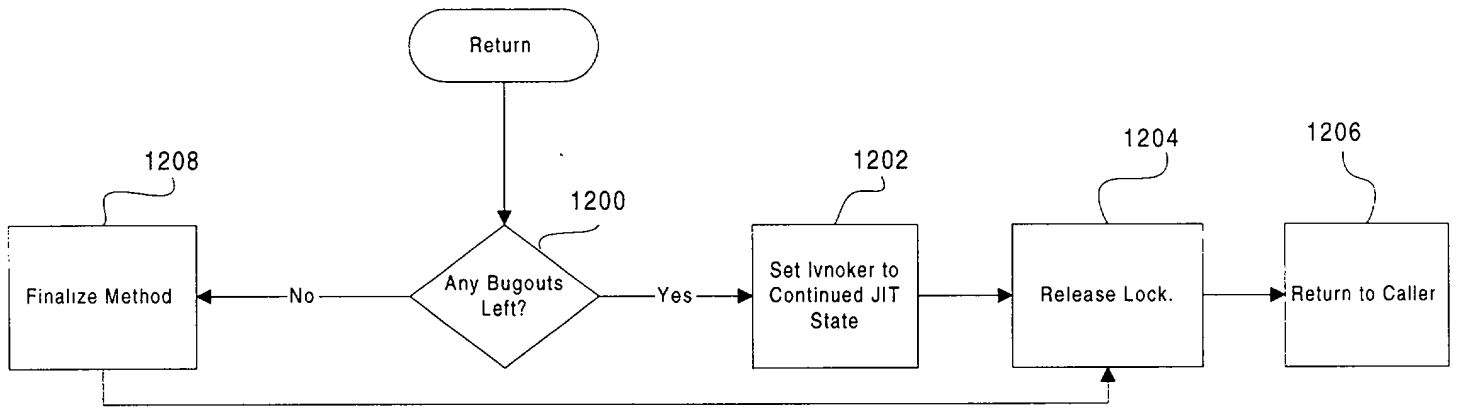 Return
1208
1200
1202
1204
1206
Finalize Method
No
Any Bugouts
Left?
Yes
Set Ivnoker to
Continued JIT
State
Release Lock.
Return to Caller